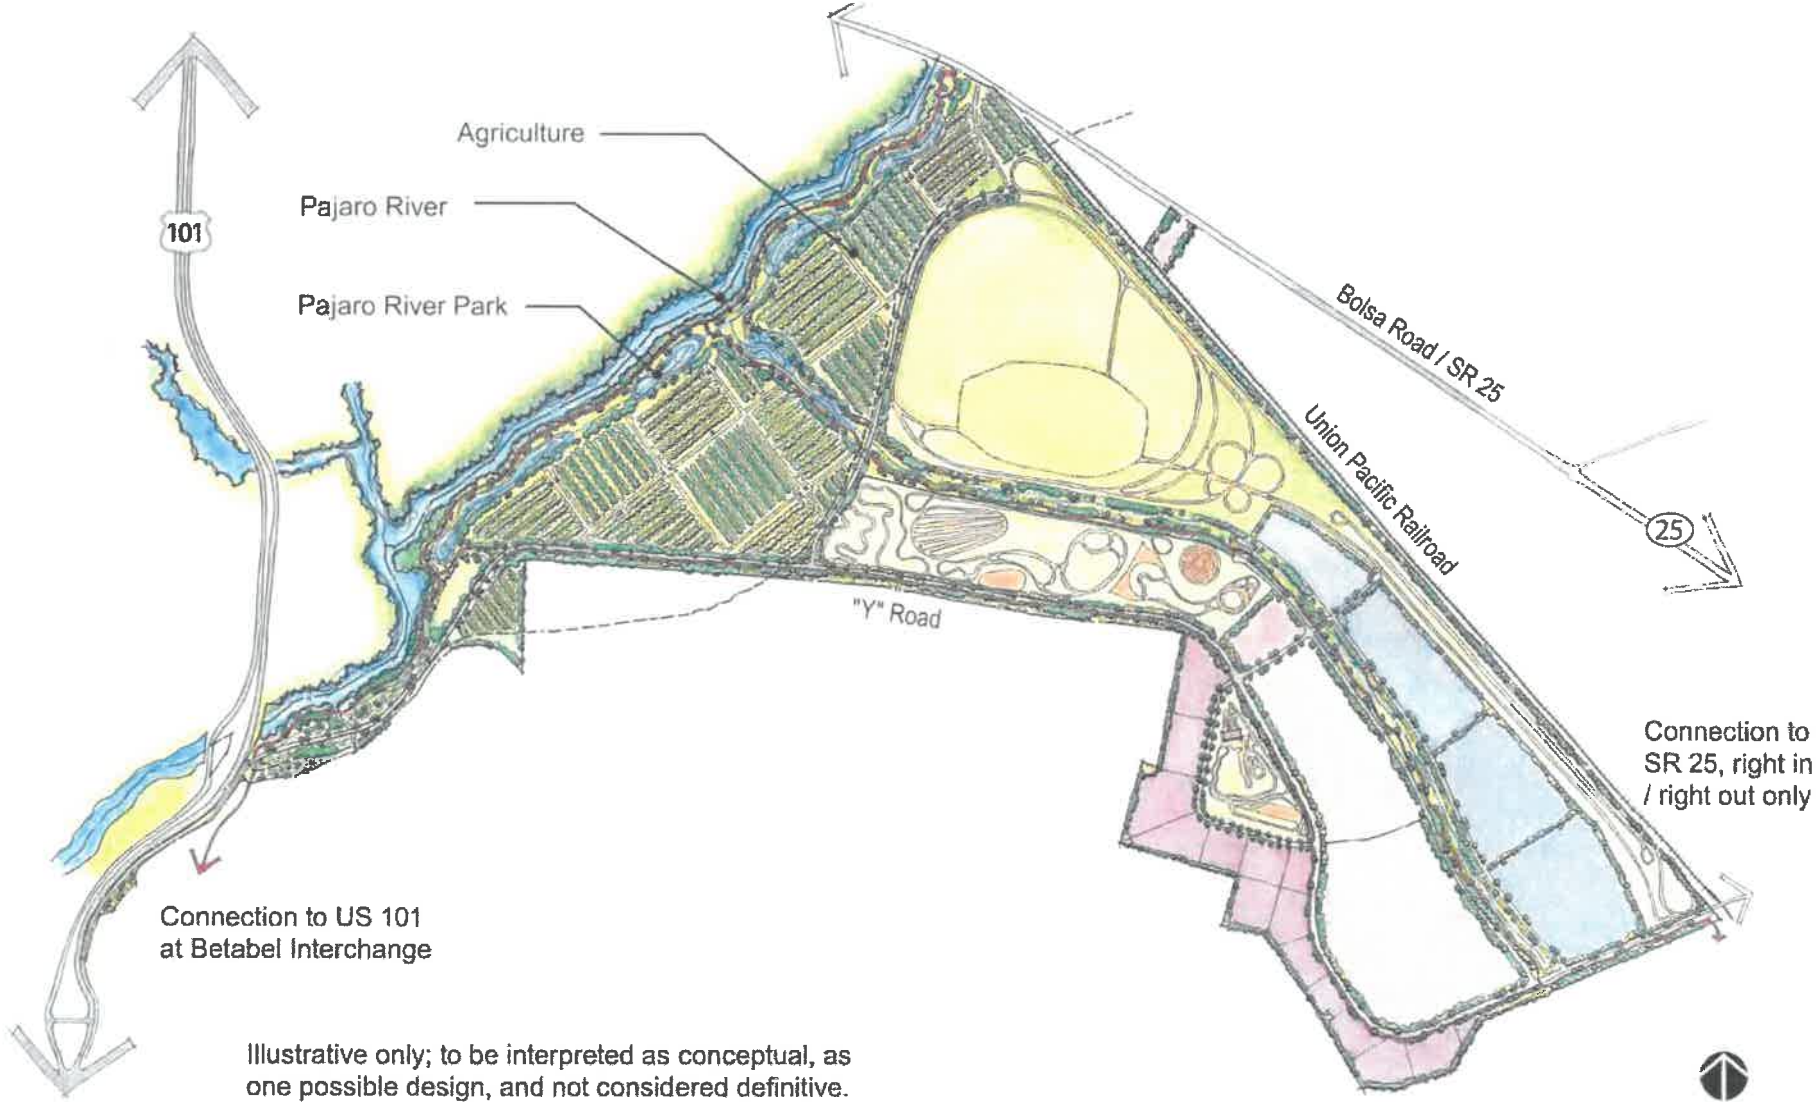 Agriculture
Pajaro River
101
Pajaro River Park
Bolsa Road / SR 25
Union Pacific Railroad
25
"Y" Road
Connection to
SR 25, right in
/ right out only
Connection to US 101
at Betabel Interchange
Illustrative only; to be interpreted as conceptual, as
one possible design, and not considered definitive.